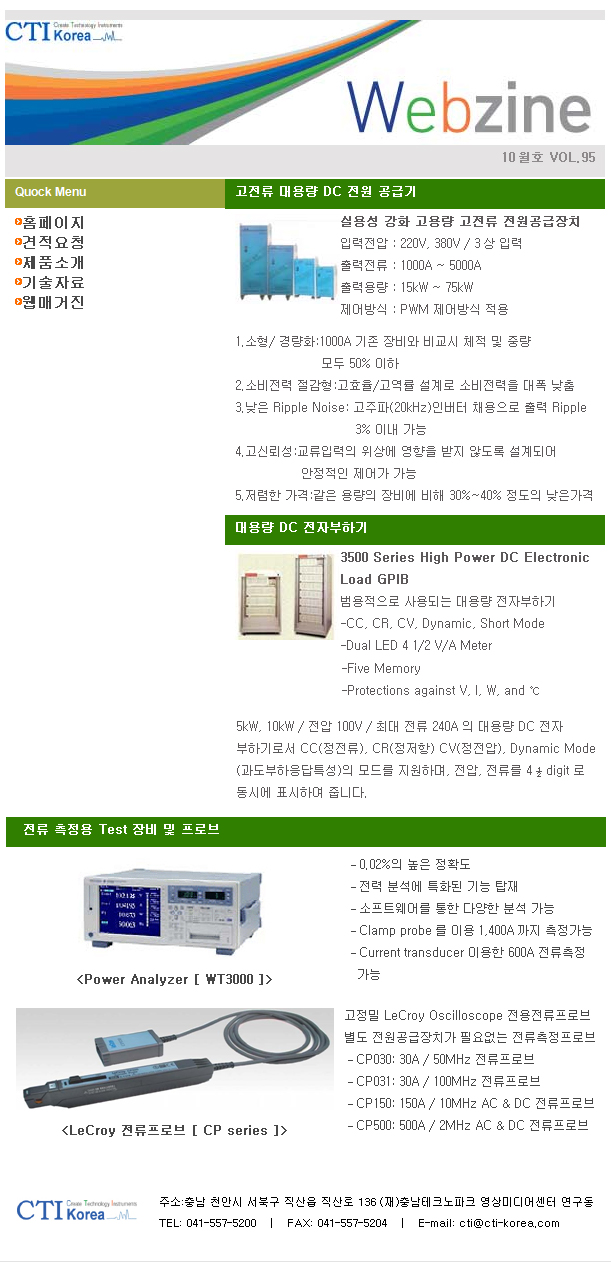 CTI Create Technology Instruments
Korea
Webzine
10월호 VOL.95
Quock Menu
홈페이지
견적요청
제품소개
기술자료
웹매거진
고전류 대용량 DC 전원 공급기
실용성 강화 고용량 고전류 전원공급장치
입력전압 : 220V, 380V / 3상 입력
출력전류 : 1000A ~ 5000A
출력용량 : 15kW ~ 75kW
제어방식 : PWM 제어방식 적용
1.소형/ 경량화:1000A 기존 장비와 비교시 체적 및 중량
모두 50% 이하
2.소비전력 절감형:고효율/고역률 설계로 소비전력을 대폭 낮춤
3.낮은 Ripple Noise: 고주파(20kHz)인버터 채용으로 출력 Ripple
3% 이내 가능
4.고신뢰성:교류입력의 위상에 영향을 받지 않도록 설계되어
안정적인 제어가 가능
5.저렴한 가격:같은 용량의 장비에 비해 30%~40% 정도의 낮은가격
대용량 DC 전자부하기
3500 Series High Power DC Electronic
Load GPIB
범용적으로 사용되는 대용량 전자부하기
-CC, CR, CV, Dynamic, Short Mode
-Dual LED 4 1/2 V/A Meter
-Five Memory
-Protections against V, I, W, and ℃
5kW, 10kW / 전압 100V / 최대 전류 240A 의 대용량 DC 전자
부하기로서 CC(정전류), CR(정저항) CV(정전압), Dynamic Mode
(과도부하응답특성)의 모드를 지원하며, 전압, 전류를 4 ½ digit 로
동시에 표시하여 줍니다.
전류 측정용 Test 장비 및 프로브
- 0.02%의 높은 정확도
- 전력 분석에 특화된 기능 탑재
- 소프트웨어를 통한 다양한 분석 가능
- Clamp probe 를 이용 1,400A 까지 측정가능
- Current transducer 이용한 600A 전류측정
가능
<Power Analyzer [ WT3000 ]>
고정밀 LeCroy Oscilloscope 전용전류프로브
별도 전원공급장치가 필요없는 전류측정프로브
- CP030: 30A / 50MHz 전류프로브
- CP031: 30A / 100MHz 전류프로브
- CP150: 150A / 10MHz AC & DC 전류프로브
- CP500: 500A / 2MHz AC & DC 전류프로브
<LeCroy 전류프로브 [ CP series ]>
CTI Create Technology Instruments
Korea
주소:충남 천안시 서북구 직산읍 직산로 136 (재)충남테크노파크 영상미디어센터 연구동
TEL: 041-557-5200 | FAX: 041-557-5204 | E-mail: cti@cti-korea.com